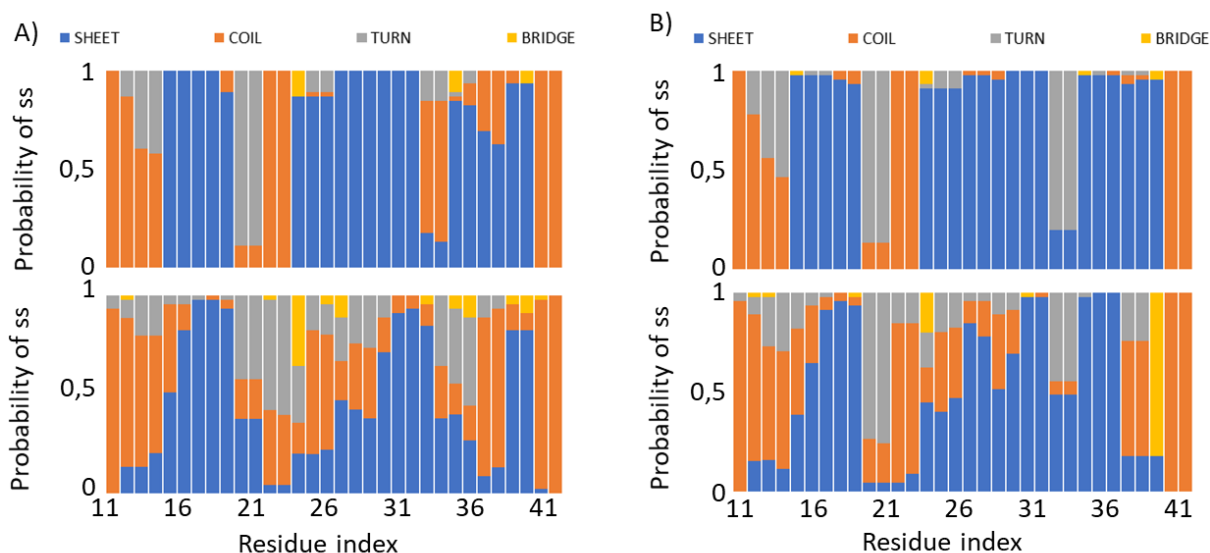 A)
SHEET COIL TURN BRIDGE
Probability of ss
1
0,5
0
Probability of ss
1
0,5
0
11 16 21 26 31 36 41
Residue index
B)
SHEET COIL TURN BRIDGE
Probability of ss
1
0,5
0
Probability of ss
1
0,5
0
11 16 21 26 31 36 41
Residue index